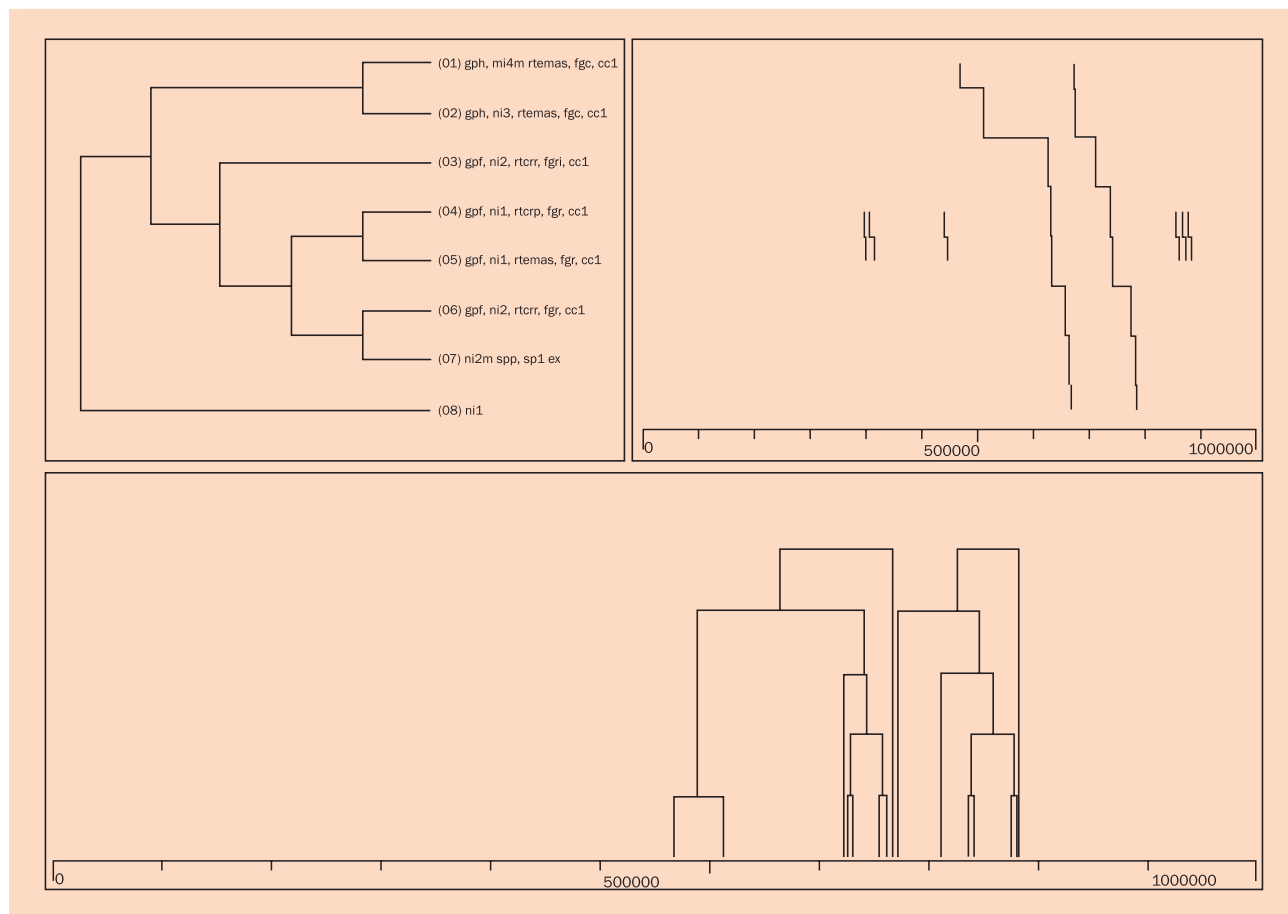 (01) gph, mi4m rtemas, fgc, cc1
(02) gph, ni3, rtemas, fgc, cc1
(03) gpf, ni2, rtcrr, fgri, cc1
(04) gpf, ni1, rtcrp, fgr, cc1
(05) gpf, ni1, rtemas, fgr, cc1
(06) gpf, ni2, rtcrr, fgr, cc1
(07) ni2m spp, sp1 ex
(08) ni1
0 500000 1000000
0 500000 1000000